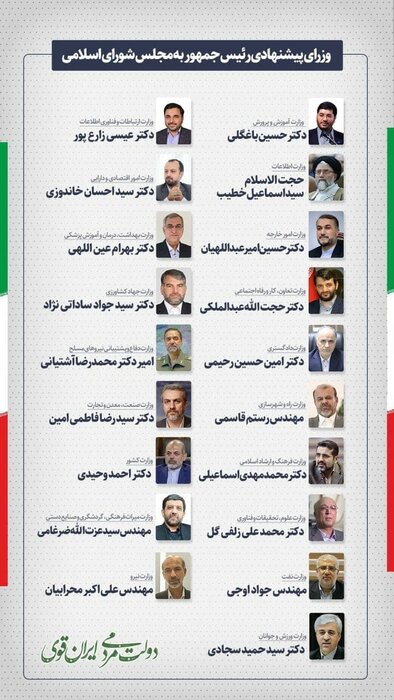 وزرای پیشنهادی رئیس جمهور به مجلس شورای اسلامی
وزارت آموزش و پرورش
دکتر حسین باغگلی
وزارت ارتباطات و فناوری اطلاعات
دکتر عیسی زارع پور
وزارت اطلاعات
حجت الاسلام
سید اسماعیل خطیب
وزارت امور اقتصادی و دارایی
دکتر سید احسان خاندوزی
وزارت امور خارجه
دکتر حسین امیر عبداللهیان
وزارت بهداشت، درمان و آموزش پزشکی
دکتر بهرام عین اللهی
وزارت تعاون، کار و رفاه اجتماعی
دکتر حجت الله عبدالملکی
وزارت جهاد کشاورزی
دکتر سید جواد ساداتی نژاد
وزارت دادگستری
دکتر امین حسین رحیمی
وزارت دفاع و پشتیبانی نیروهای مسلح
امیر دکتر محمدرضا آشتیانی
وزارت راه و شهرسازی
مهندس رستم قاسمی
وزارت صنعت، معدن و تجارت
دکتر سید رضا فاطمی امین
وزارت فرهنگ و ارشاد اسلامی
دکتر محمد مهدی اسماعیلی
وزارت کشور
دکتر احمد وحیدی
وزارت علوم، تحقیقات و فناوری
دکتر محمد علی زلفی گل
وزارت میراث فرهنگی، گردشگری و صنایع دستی
مهندس سید عزت الله ضرغامی
وزارت نفت
مهندس جواد اوجی
وزارت نیرو
مهندس علی اکبر محرابیان
وزارت ورزش و جوانان
دکتر سید حمید سجادی
دولت مردمی ایران قوی